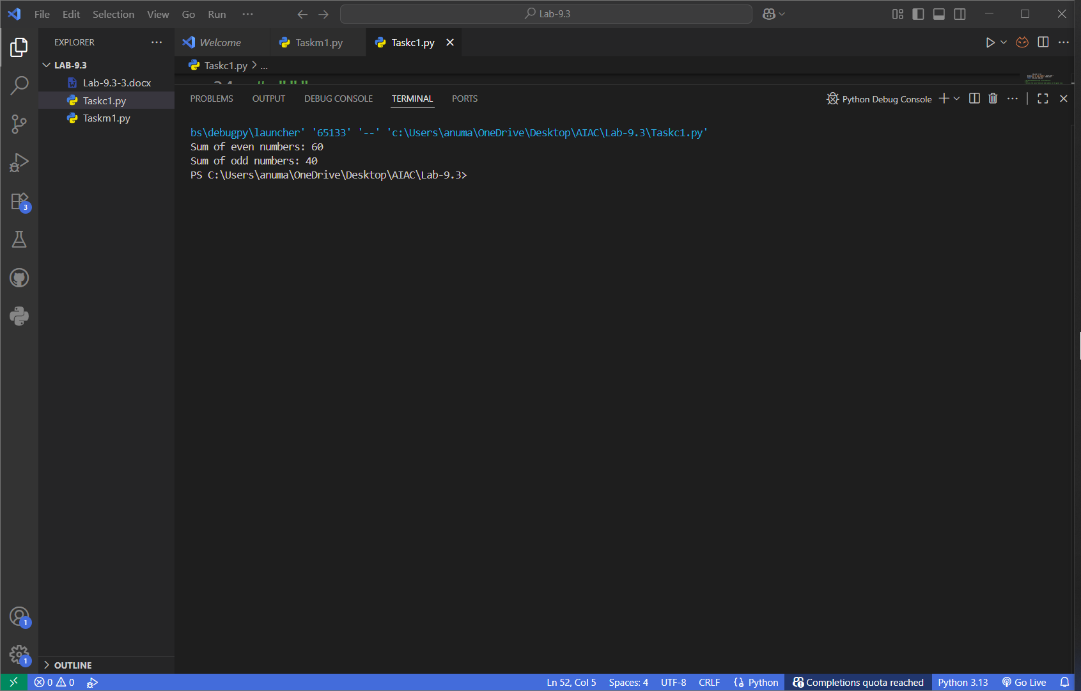 File Edit Selection View Go Run ··· Lab-9.3
EXPLORER ···
LAB-9.3
Lab-9.3-3.docx
Taskc1.py
Taskm1.py
OUTLINE
Welcome Taskm1.py Taskc1.py
Taskc1.py > ...
PROBLEMS OUTPUT DEBUG CONSOLE TERMINAL PORTS
Python Debug Console
bs\debugpy\launcher' '65133' '--' 'c:\Users\anuma\OneDrive\Desktop\AIAC\Lab-9.3\Taskc1.py'
Sum of even numbers: 60
Sum of odd numbers: 40
PS C:\Users\anuma\OneDrive\Desktop\AIAC\Lab-9.3>
3
1
1
0 0 Ln 52, Col 5 Spaces: 4 UTF-8 CRLF Python Completions quota reached Python 3.13 Go Live